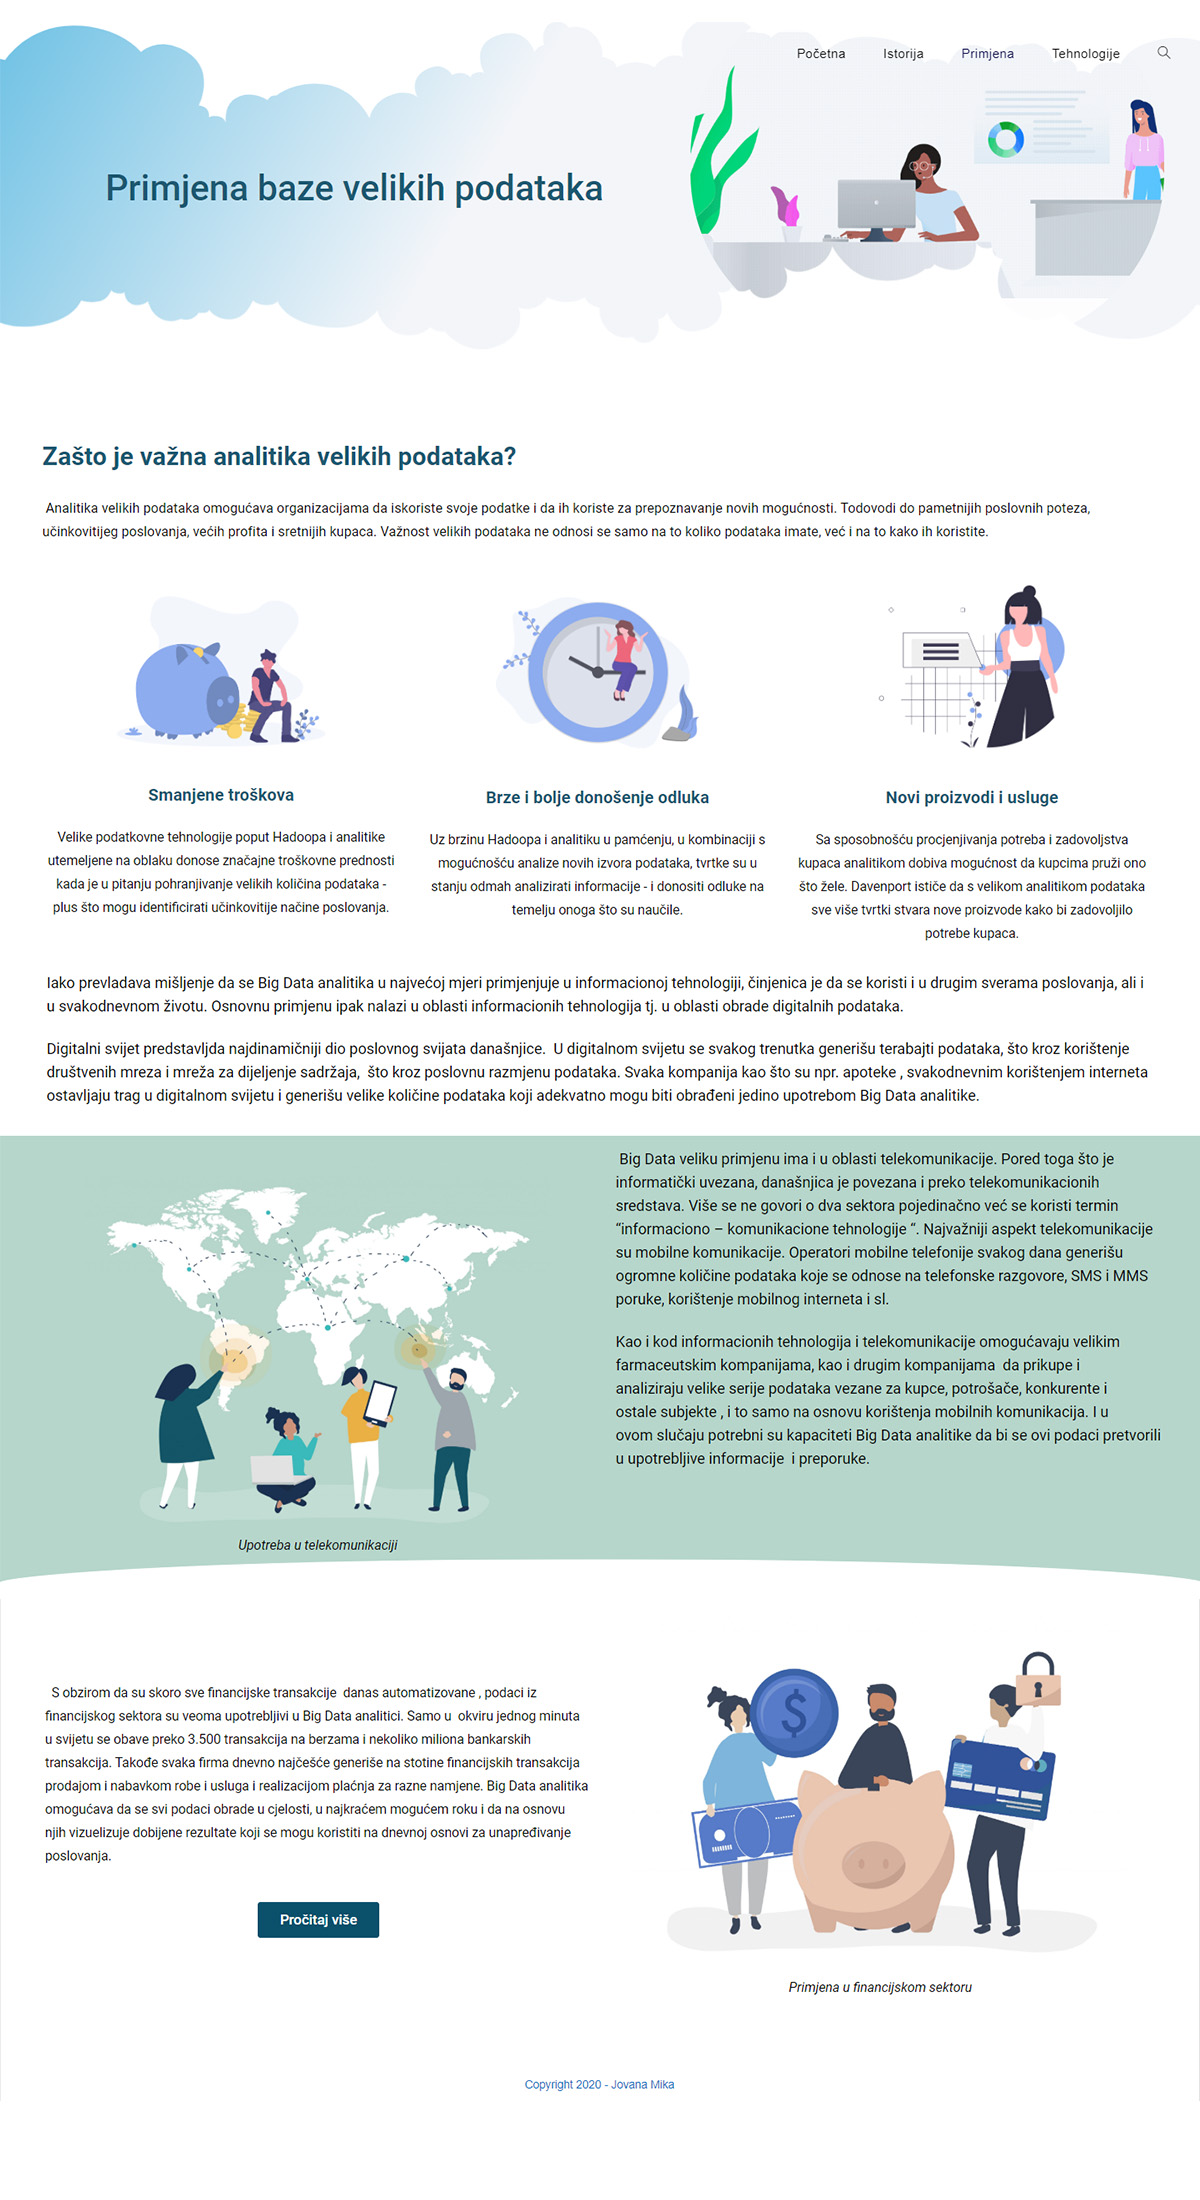 Početna Istorija Primjena Tehnologije
Primjena baze velikih podataka
Zašto je važna analitika velikih podataka?
Analitika velikih podataka omogućava organizacijama da iskoriste svoje podatke i da ih koriste za prepoznavanje novih mogućnosti. Todovodi do pametnijih poslovnih poteza,
učinkovitijeg poslovanja, većih profita i sretnijih kupaca. Važnost velikih podataka ne odnosi se samo na to koliko podataka imate, već i na to kako ih koristite.
Smanjene troškova
Velike podatkovne tehnologije poput Hadoopa i analitike
utemeljene na oblaku donose značajne troškovne prednosti
kada je u pitanju pohranjivanje velikih količina podataka -
plus što mogu identificirati učinkovitije načine poslovanja.
Brze i bolje donošenje odluka
Uz brzinu Hadoopa i analitiku u pamćenju, u kombinaciji s
mogućnošću analize novih izvora podataka, tvrtke su u
stanju odmah analizirati informacije - i donositi odluke na
temelju onoga što su naučile.
Novi proizvodi i usluge
Sa sposobnošću procjenjivanja potreba i zadovoljstva
kupaca analitikom dobiva mogućnost da kupcima pruži ono
što žele. Davenport ističe da s velikom analitikom podataka
sve više tvrtki stvara nove proizvode kako bi zadovoljilo
potrebe kupaca.
Iako prevladava mišljenje da se Big Data analitika u najvećoj mjeri primjenjuje u informacionoj tehnologiji, činjenica je da se koristi i u drugim sverama poslovanja, ali i
u svakodnevnom životu. Osnovnu primjenu ipak nalazi u oblasti informacionih tehnologija tj. u oblasti obrade digitalnih podataka.
Digitalni svijet predstavljda najdinamičniji dio poslovnog svijata današnjice.  U digitalnom svijetu se svakog trenutka generišu terabajti podataka, što kroz korištenje
društvenih mreza i mreža za dijeljenje sadržaja,  što kroz poslovnu razmjenu podataka. Svaka kompanija kao što su npr. apoteke , svakodnevnim korištenjem interneta
ostavljaju trag u digitalnom svijetu i generišu velike količine podataka koji adekvatno mogu biti obrađeni jedino upotrebom Big Data analitike.
Big Data veliku primjenu ima i u oblasti telekomunikacije. Pored toga što je
informatički uvezana, današnjica je povezana i preko telekomunikacionih
sredstava. Više se ne govori o dva sektora pojedinačno već se koristi termin
“informaciono – komunikacione tehnologije “. Najvažniji aspekt telekomunikacije
su mobilne komunikacije. Operatori mobilne telefonije svakog dana generišu
ogromne količine podataka koje se odnose na telefonske razgovore, SMS i MMS
poruke, korištenje mobilnog interneta i sl.
Kao i kod informacionih tehnologija i telekomunikacije omogućavaju velikim
farmaceutskim kompanijama, kao i drugim kompanijama  da prikupe i
analiziraju velike serije podataka vezane za kupce, potrošače, konkurente i
ostale subjekte , i to samo na osnovu korištenja mobilnih komunikacija. I u
ovom slučaju potrebni su kapaciteti Big Data analitike da bi se ovi podaci pretvorili
u upotrebljive informacije  i preporuke.
Upotreba u telekomunikaciji
S obzirom da su skoro sve financijske transakcije  danas automatizovane , podaci iz
financijskog sektora su veoma upotrebljivi u Big Data analitici. Samo u  okviru jednog minuta
u svijetu se obave preko 3.500 transakcija na berzama i nekoliko miliona bankarskih
transakcija. Takođe svaka firma dnevno najčešće generiše na stotine financijskih transakcija
prodajom i nabavkom robe i usluga i realizacijom plaćnja za razne namjene. Big Data analitika
omogućava da se svi podaci obrade u cjelosti, u najkraćem mogućem roku i da na osnovu
njih vizuelizuje dobijene rezultate koji se mogu koristiti na dnevnoj osnovi za unapređivanje
poslovanja.
Pročitaj više
$
Primjena u financijskom sektoru
Copyright 2020 - Jovana Mika